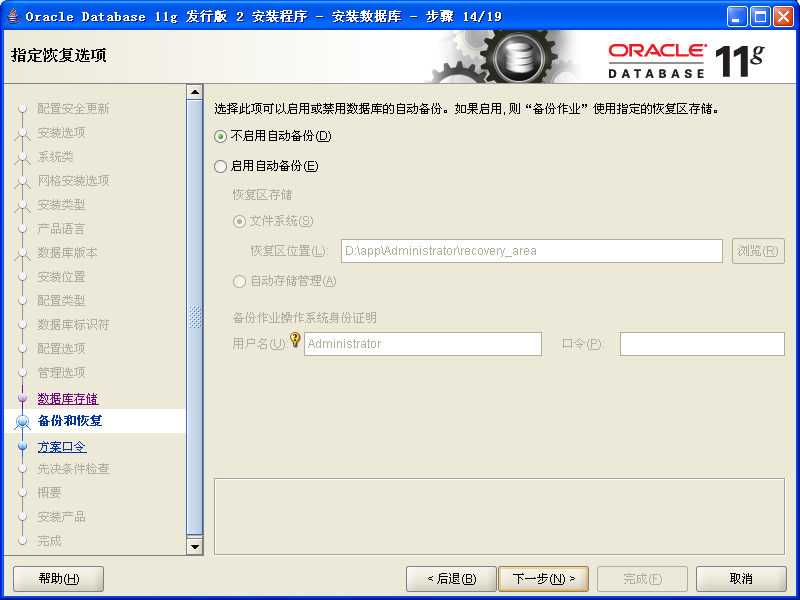 Oracle Database 11g 发行版 2 安装程序 - 安装数据库 - 步骤 14/19
指定恢复选项
ORACLE
DATABASE
11g
配置安全更新
安装选项
系统类
网格安装选项
安装类型
产品语言
数据库版本
安装位置
配置类型
数据库标识符
配置选项
管理选项
数据库存储
备份和恢复
方案口令
先决条件检查
概要
安装产品
完成
选择此项可以启用或禁用数据库的自动备份。如果启用, 则 “备份作业” 使用指定的恢复区存储。
不启用自动备份(D)
启用自动备份(E)
恢复区存储
文件系统(S)
恢复区位置(L): D:\app\Administrator\recovery_area 浏览(R)
自动存储管理(A)
备份作业操作系统身份证明
用户名(U): Administrator 口令(P):
帮助(H) < 后退(B) 下一步(N) > 完成(F) 取消